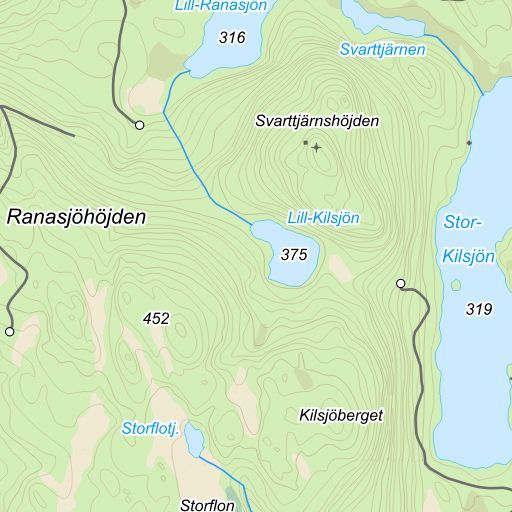 Lill-Ranasjön
316
Svarttjärnen
Svarttjärnshöjden
Ranasjöhöjden
Lill-Kilsjön
Stor-
Kilsjön
375
319
452
Kilsjöberget
Storflotj.
Storflon